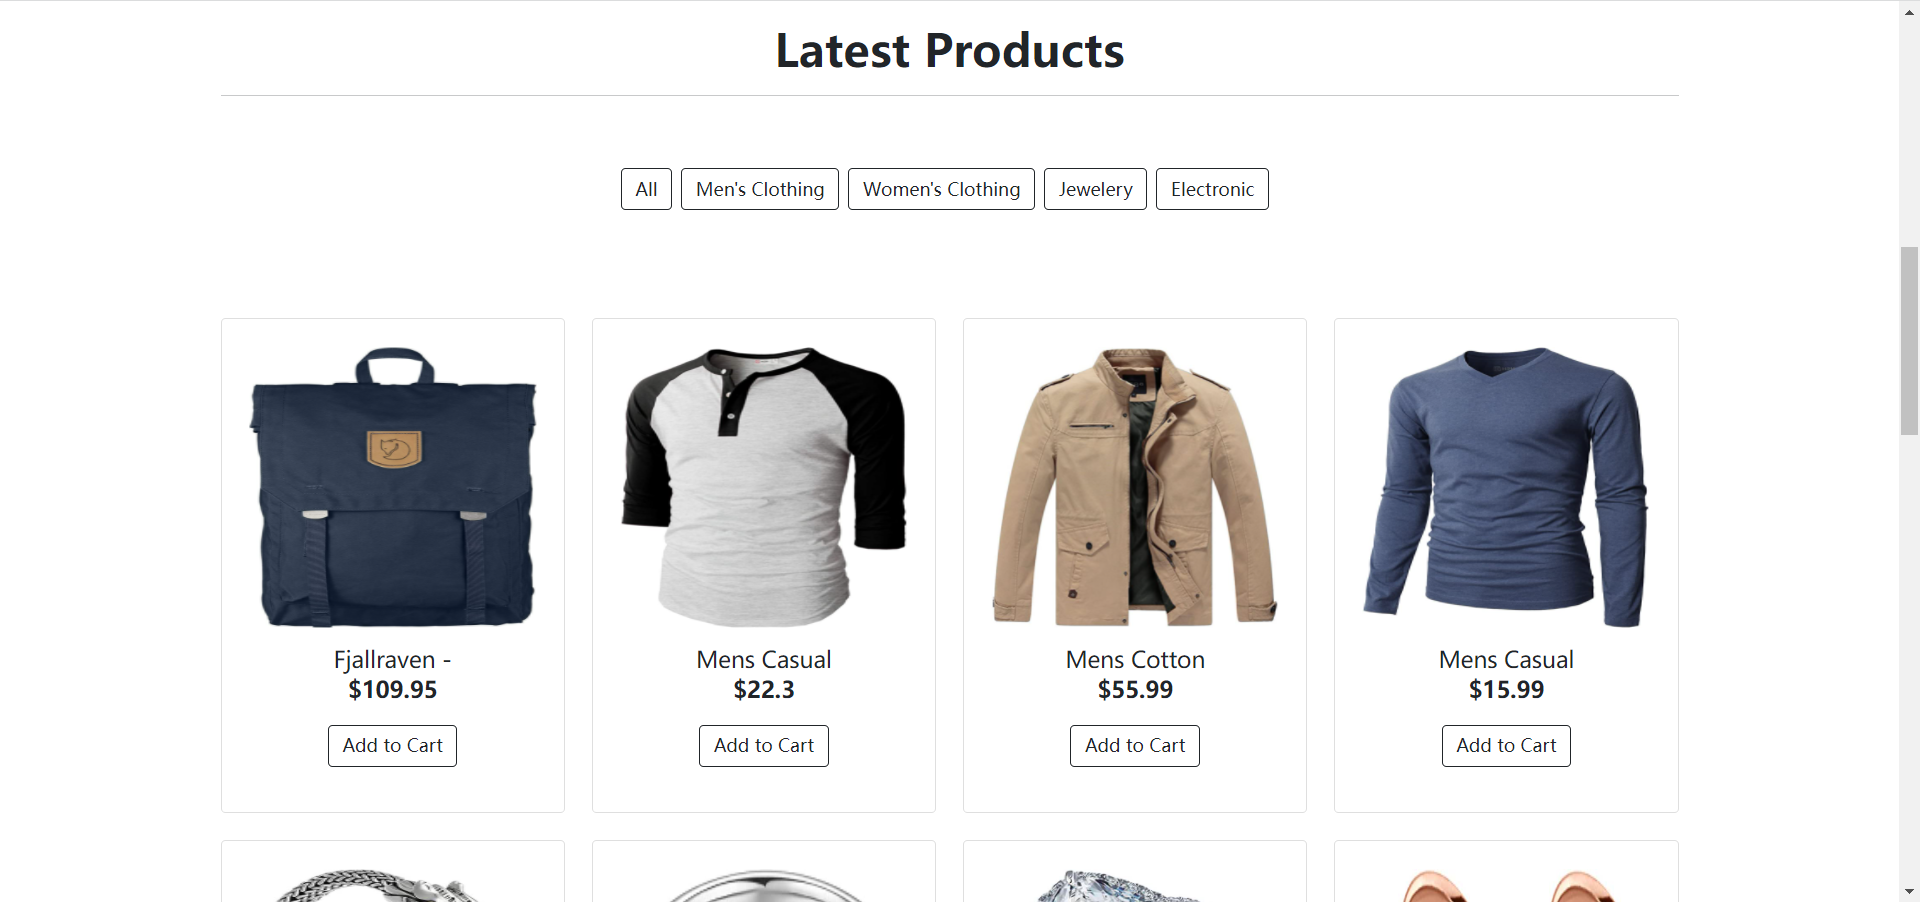 Latest Products
All
Men's Clothing
Women's Clothing
Jewelery
Electronic
Fjallraven -
$109.95
Add to Cart
Mens Casual
$22.3
Add to Cart
Mens Cotton
$55.99
Add to Cart
Mens Casual
$15.99
Add to Cart